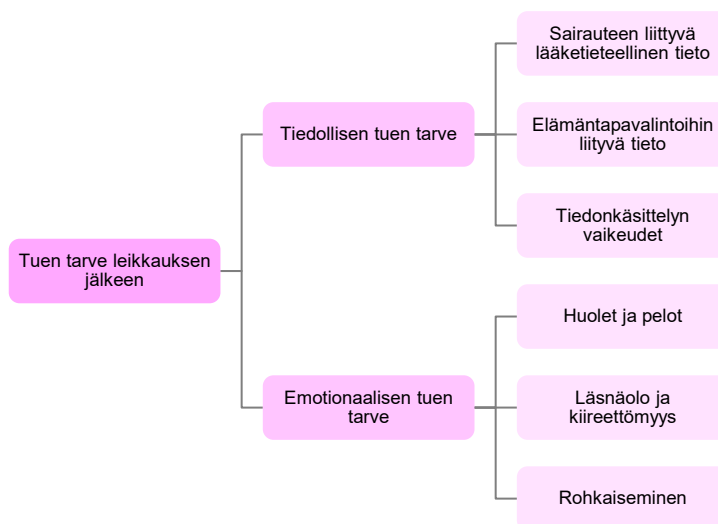 Tuen tarve leikkauksen
jälkeen
Tiedollisen tuen tarve
Sairauteen liittyvä
lääketieteellinen tieto
Elämäntapavalintoihin
liityvä tieto
Tiedonkäsittelyn
vaikeudet
Emotionaalisen tuen
tarve
Huolet ja pelot
Läsnäolo ja
kiireettömyys
Rohkaiseminen